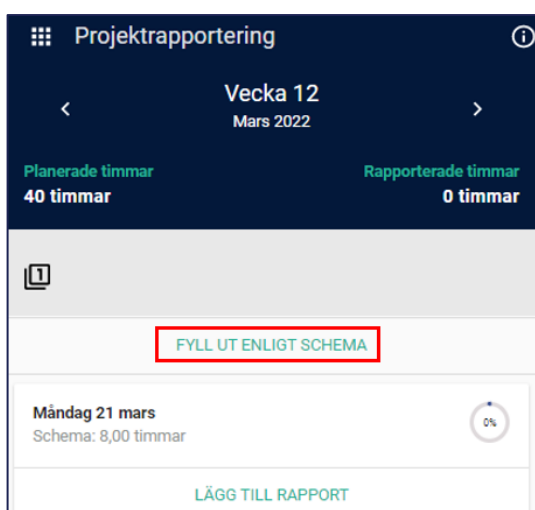 Projektrapportering
Vecka 12
Mars 2022
Planerade timmar Rapporterade timmar
40 timmar 0 timmar
1
FYLL UT ENLIGT SCHEMA
Måndag 21 mars
0%
Schema: 8,00 timmar
LÄGG TILL RAPPORT